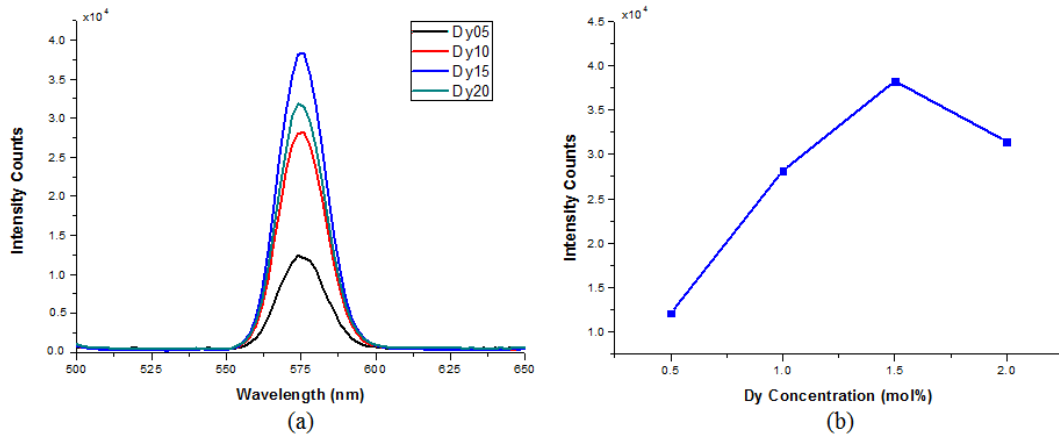 x10⁴
4.0
3.5
3.0
2.5
2.0
1.5
1.0
0.5
0.0
Intensity Counts
500 525 550 575 600 625 650
Wavelength (nm)
Dy05
Dy10
Dy15
Dy20
(a)
x10⁴
4.5
4.0
3.5
3.0
2.5
2.0
1.5
1.0
Intensity Counts
0.5 1.0 1.5 2.0
Dy Concentration (mol%)
(b)